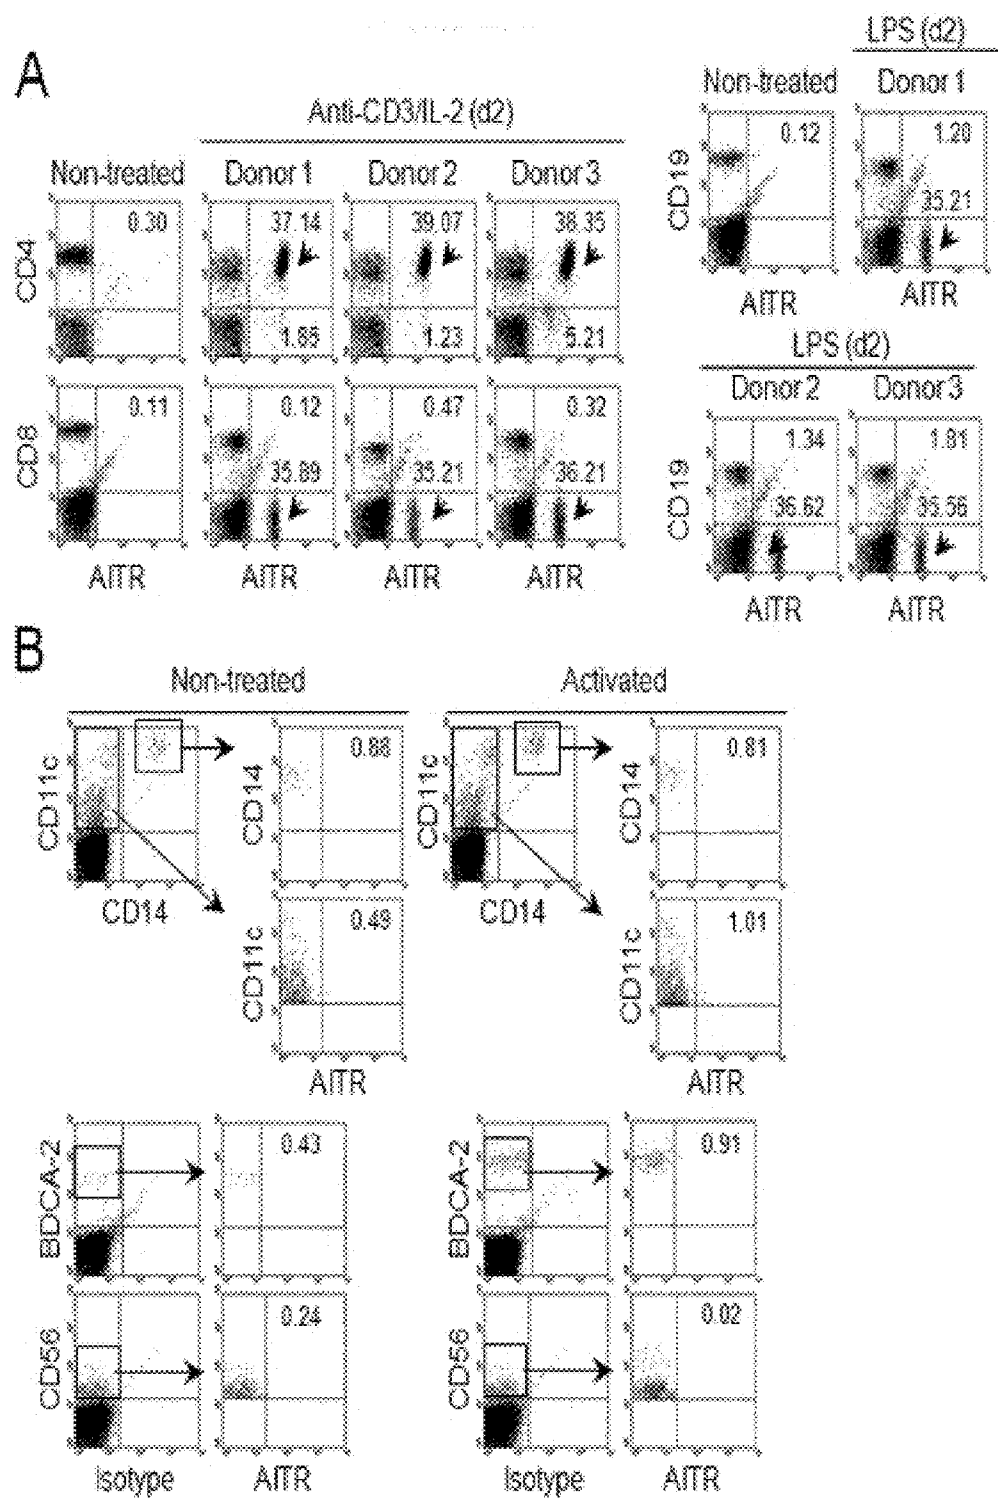 A
Anti-CD3/IL-2 (d2)
Non-treated Donor 1 Donor 2 Donor 3
CD4
0.30 37.14 39.07 38.35
1.85 1.23 5.21
CD8
0.11 0.12 0.47 0.32
35.89 35.21 36.21
AITR AITR AITR AITR
LPS (d2)
Non-treated Donor 1
CD19
0.12 1.28
35.21
AITR AITR
LPS (d2)
Donor 2 Donor 3
CD19
1.34 1.81
36.62 35.56
AITR AITR
B
Non-treated Activated
CD11c CD14 0.88 CD11c CD14 0.81
CD14 CD14
CD11c 0.49 CD11c 1.01
AITR AITR
BDCA-2 0.43 BDCA-2 0.91
CD56 0.24 CD56 0.02
Isotype AITR Isotype AITR